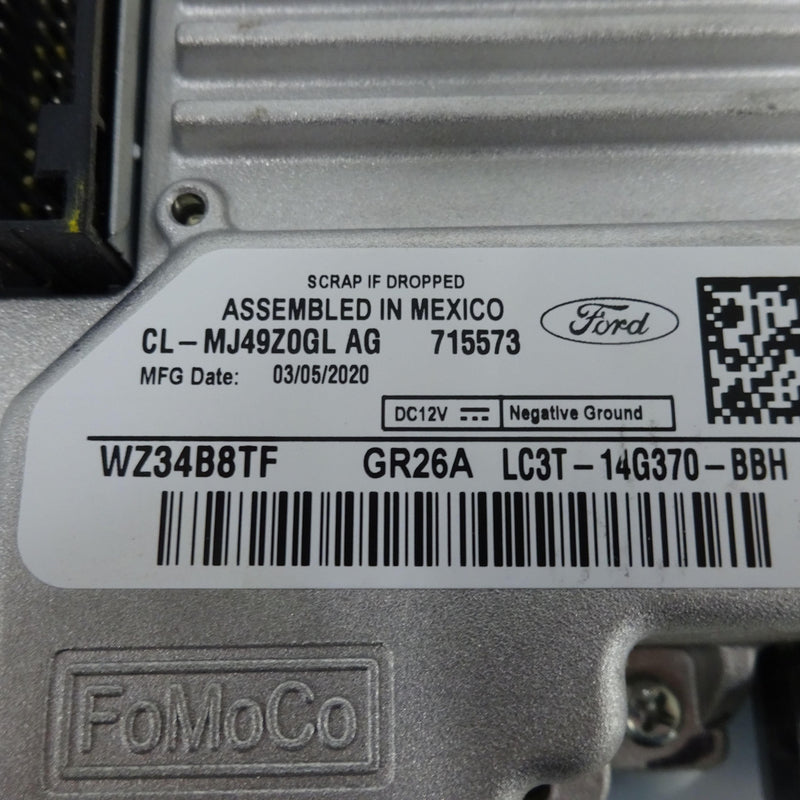 SCRAP IF DROPPED
ASSEMBLED IN MEXICO
Ford
CL-MJ49Z0GL AG 715573
MFG Date: 03/05/2020
DC12V Negative Ground
WZ34B8TF GR26A LC3T-14G370-BBH
FoMoCo